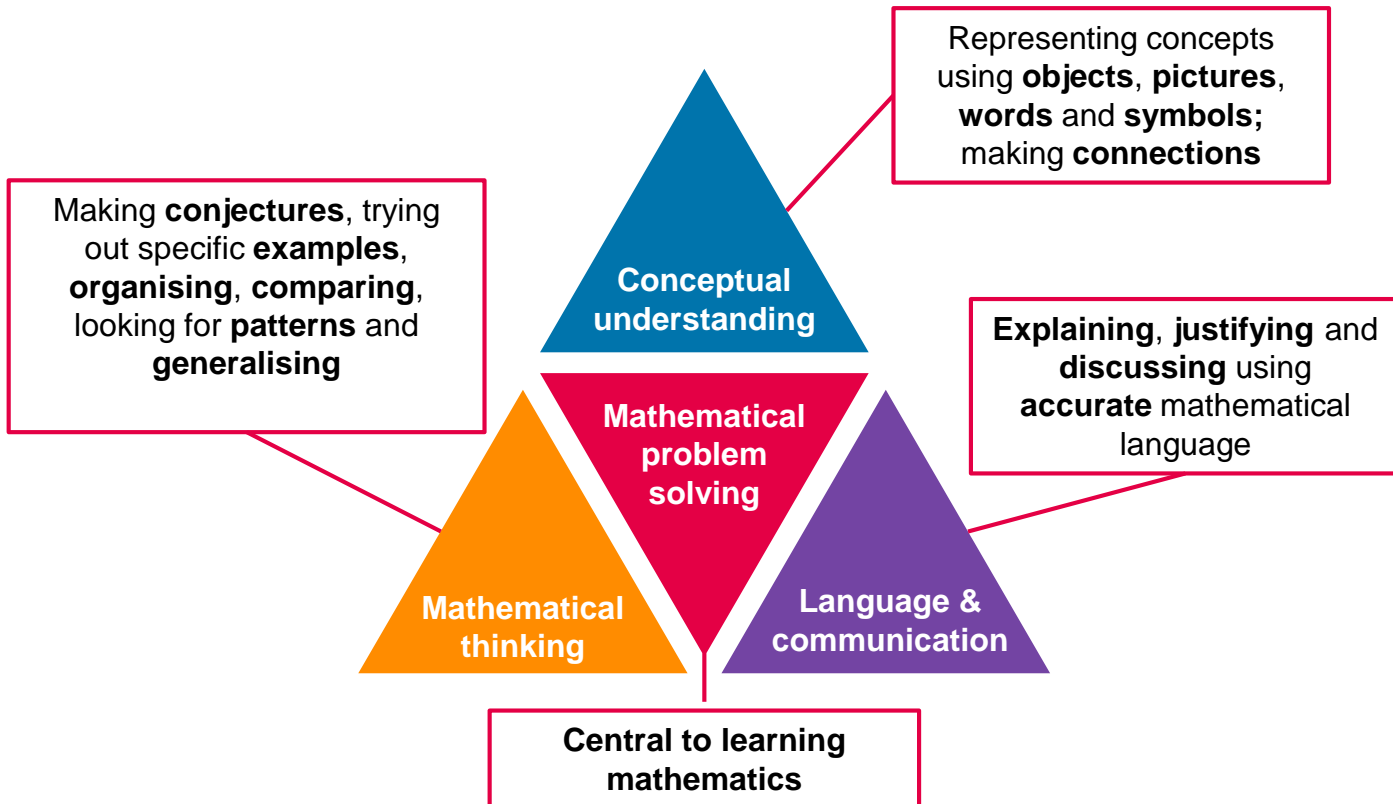 Representing concepts
using objects, pictures,
words and symbols;
making connections
Making conjectures, trying
out specific examples,
organising, comparing,
looking for patterns and
generalising
Conceptual
understanding
Explaining, justifying and
discussing using
accurate mathematical
language
Mathematical
problem
solving
Mathematical
thinking
Language &
communication
Central to learning
mathematics